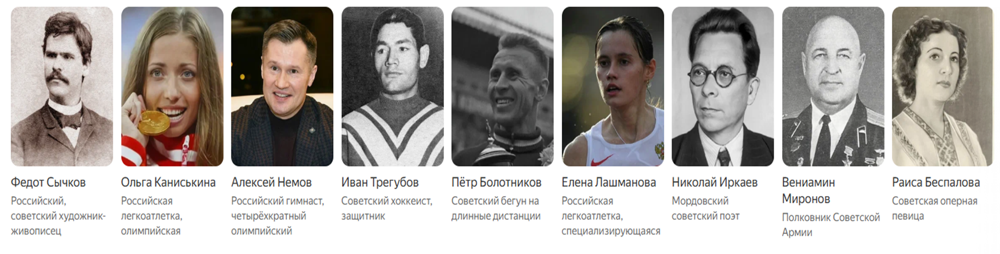 Федот Сычков
Российский,
советский художник-
живописец
Ольга Каниськина
Российская
легкоатлетка,
олимпийская
Алексей Немов
Российский гимнаст,
четырёхкратный
олимпийский
Иван Трегубов
Советский хоккеист,
защитник
Пётр Болотников
Советский бегун на
длинные дистанции
Елена Лашманова
Российская
легкоатлетка,
специализирующаяся
Николай Иркаев
Мордовский
советский поэт
Вениамин
Миронов
Полковник Советской
Армии
Раиса Беспалова
Советская оперная
певица